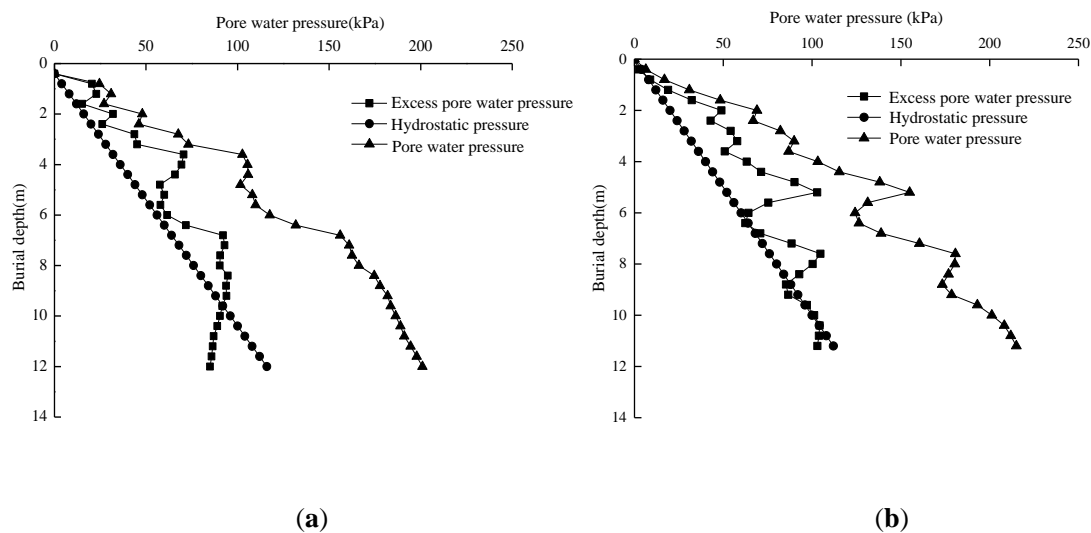 Pore water pressure(kPa)
0 50 100 150 200 250
0
2
4
6
8
10
12
14
Burial depth(m)
Excess pore water pressure
Hydrostatic pressure
Pore water pressure
(a)
Pore water pressure (kPa)
0 50 100 150 200 250
0
2
4
6
8
10
12
14
Burial depth(m)
Excess pore water pressure
Hydrostatic pressure
Pore water pressure
(b)